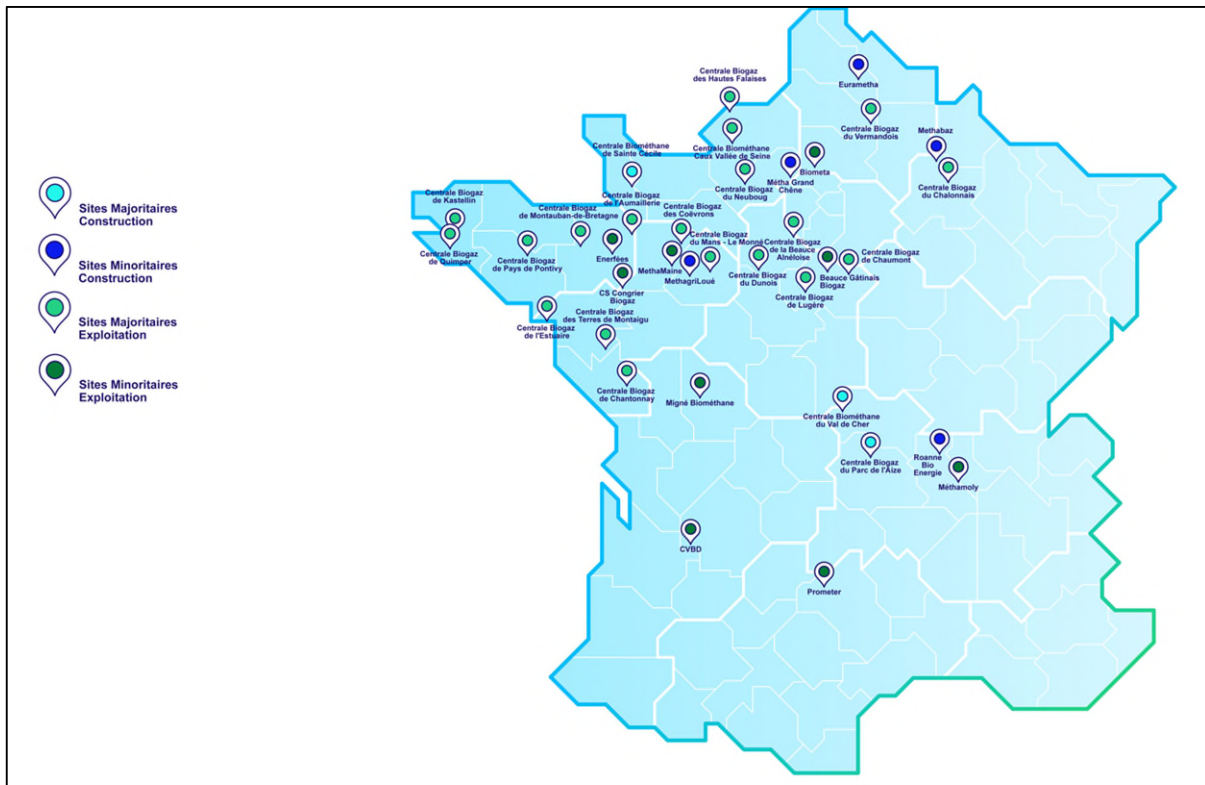 Sites Majoritaires
Construction
Sites Minoritaires
Construction
Sites Majoritaires
Exploitation
Sites Minoritaires
Exploitation
Centrale Biogaz
des Hautes Falaises
Eurametha
Centrale Biogaz
du Vermandois
Methabaz
Centrale Biogaz
du Chalonnais
Centrale Biométhane
de Sainte Cécile
Centrale Biométhane
Caux Vallée de Seine
Biometa
Métha Grand
Chêne
Centrale Biogaz
du Neuboug
Centrale Biogaz
de Kastellin
Centrale Biogaz
de Quimper
Centrale Biogaz
de Pays de Pontivy
Centrale Biogaz
de Montauban-de-Bretagne
Centrale Biogaz
de l'Aumaillerie
Enerfées
Centrale Biogaz
des Coëvrons
Centrale Biogaz
du Mans - Le Monné
MethaMaine
MethagriLoué
CS Congrier
Biogaz
Centrale Biogaz
de la Beauce
Alnéloise
Centrale Biogaz
du Dunois
Centrale Biogaz
de Chaumont
Beauce Gâtinais
Biogaz
Centrale Biogaz
de Lugère
Centrale Biogaz
de l'Estuaire
Centrale Biogaz
des Terres de Montaigu
Centrale Biogaz
de Chantonnay
Migné Biométhane
Centrale Biométhane
du Val de Cher
Centrale Biogaz
du Parc de l'Aize
Roanne
Bio
Energie
Méthamoly
CVBD
Prometer